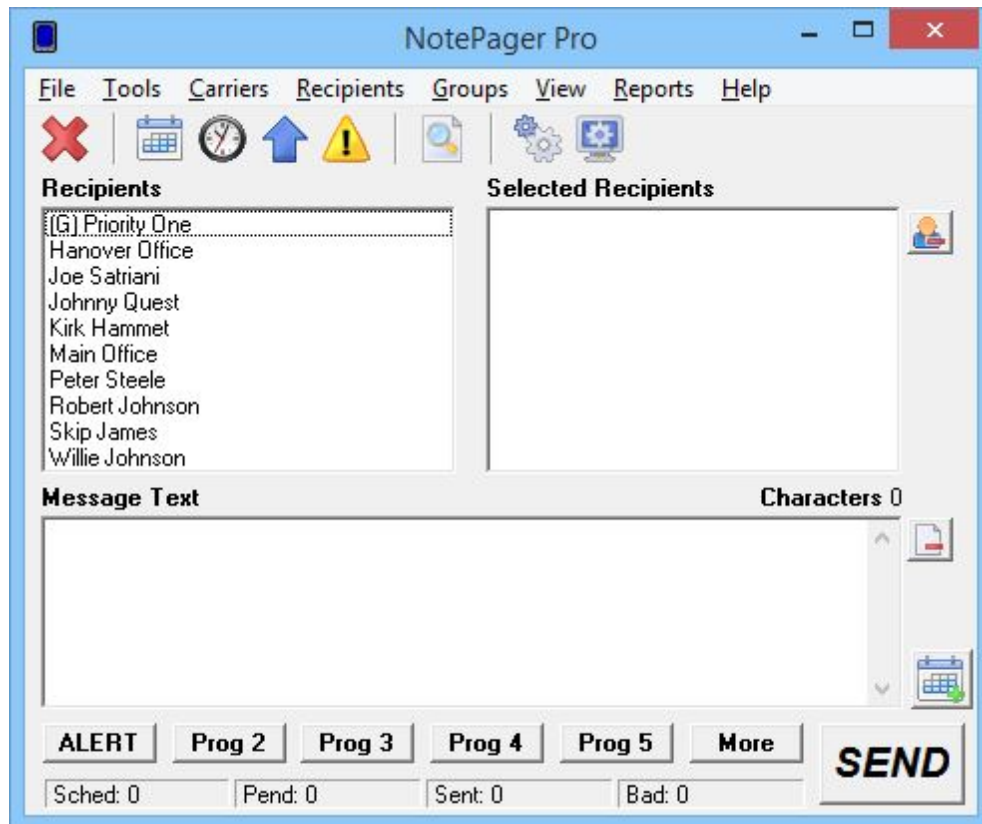 NotePager Pro
File Tools Carriers Recipients Groups View Reports Help
Recipients
Selected Recipients
(G) Priority One
Hanover Office
Joe Satriani
Johnny Quest
Kirk Hammet
Main Office
Peter Steele
Robert Johnson
Skip James
Willie Johnson
Message Text
Characters 0
ALERT Prog 2 Prog 3 Prog 4 Prog 5 More
SEND
Sched: 0 Pend: 0 Sent: 0 Bad: 0